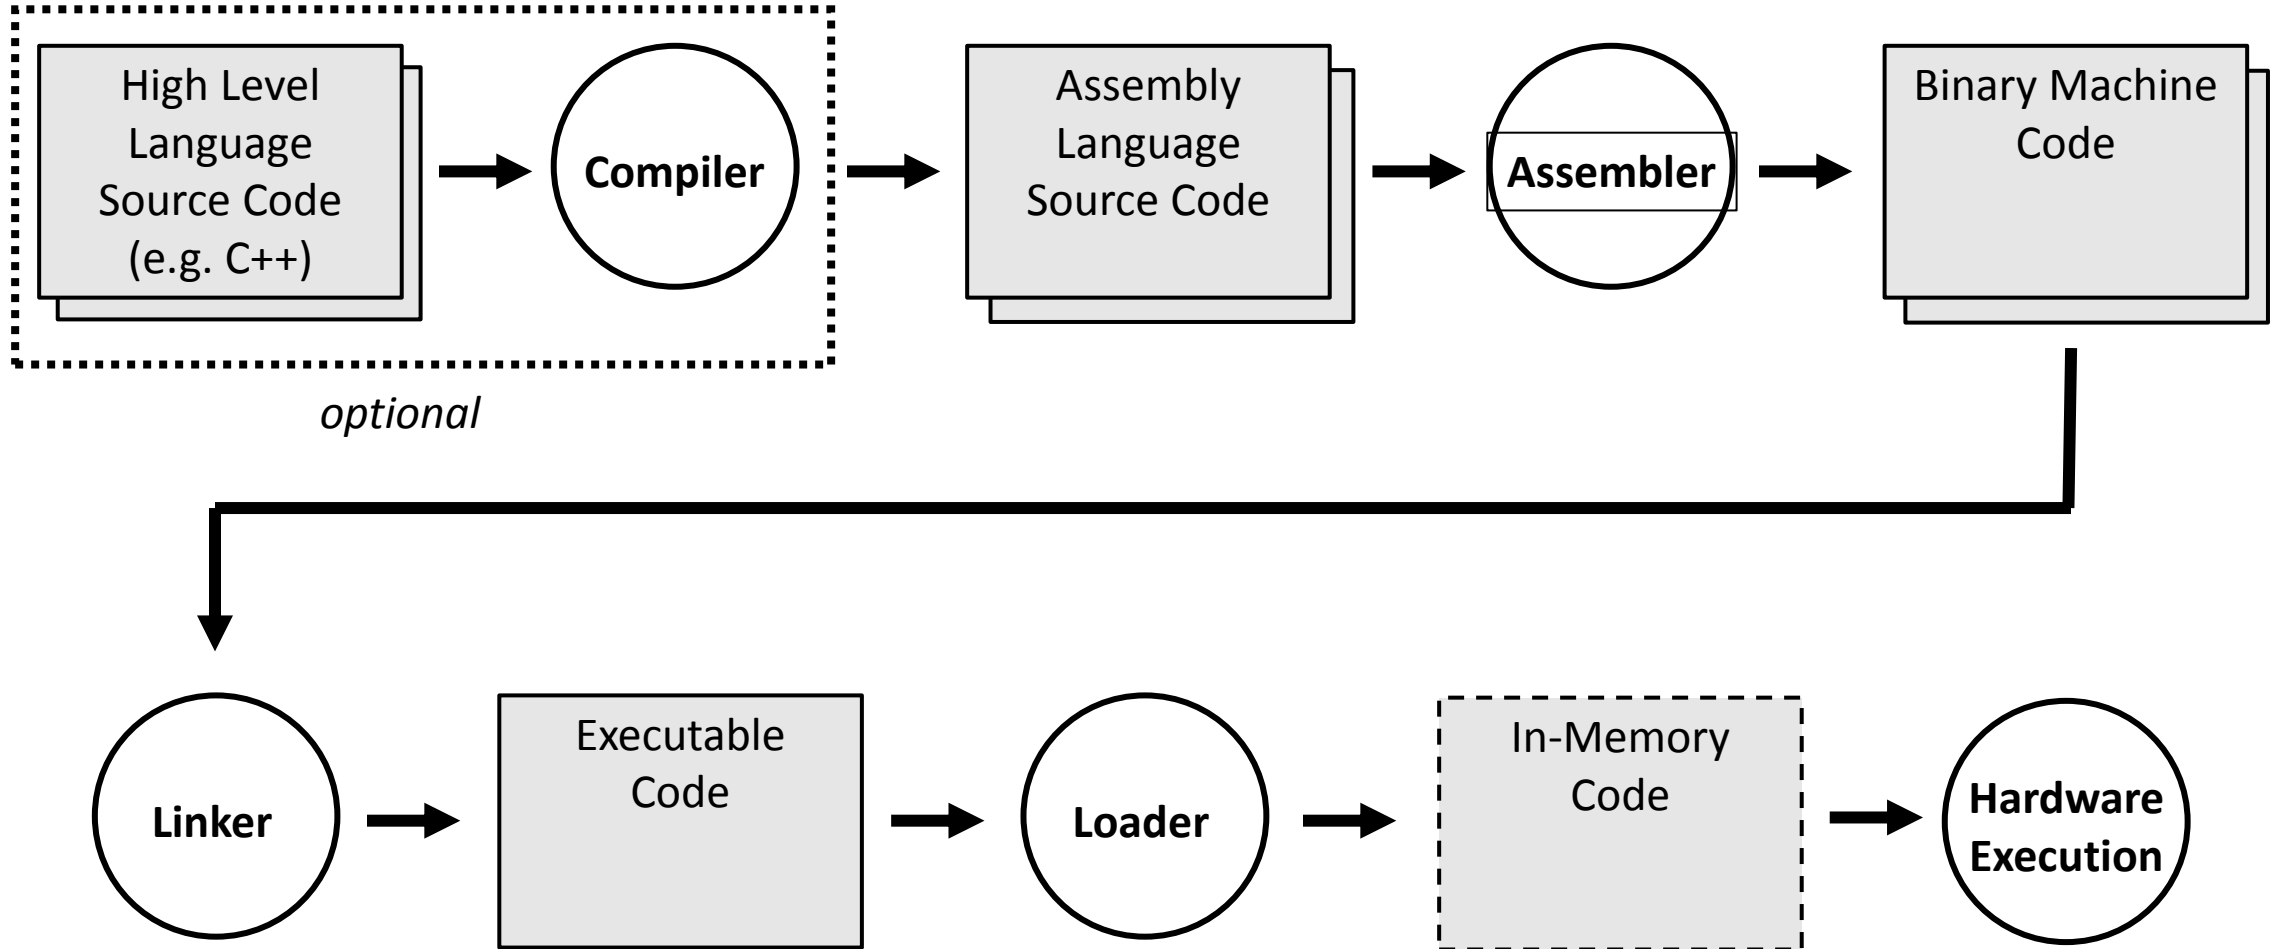 High Level
Language
Source Code
(e.g. C++)
Compiler
Assembly
Language
Source Code
Assembler
Binary Machine
Code
optional
Linker
Executable
Code
Loader
In-Memory
Code
Hardware
Execution